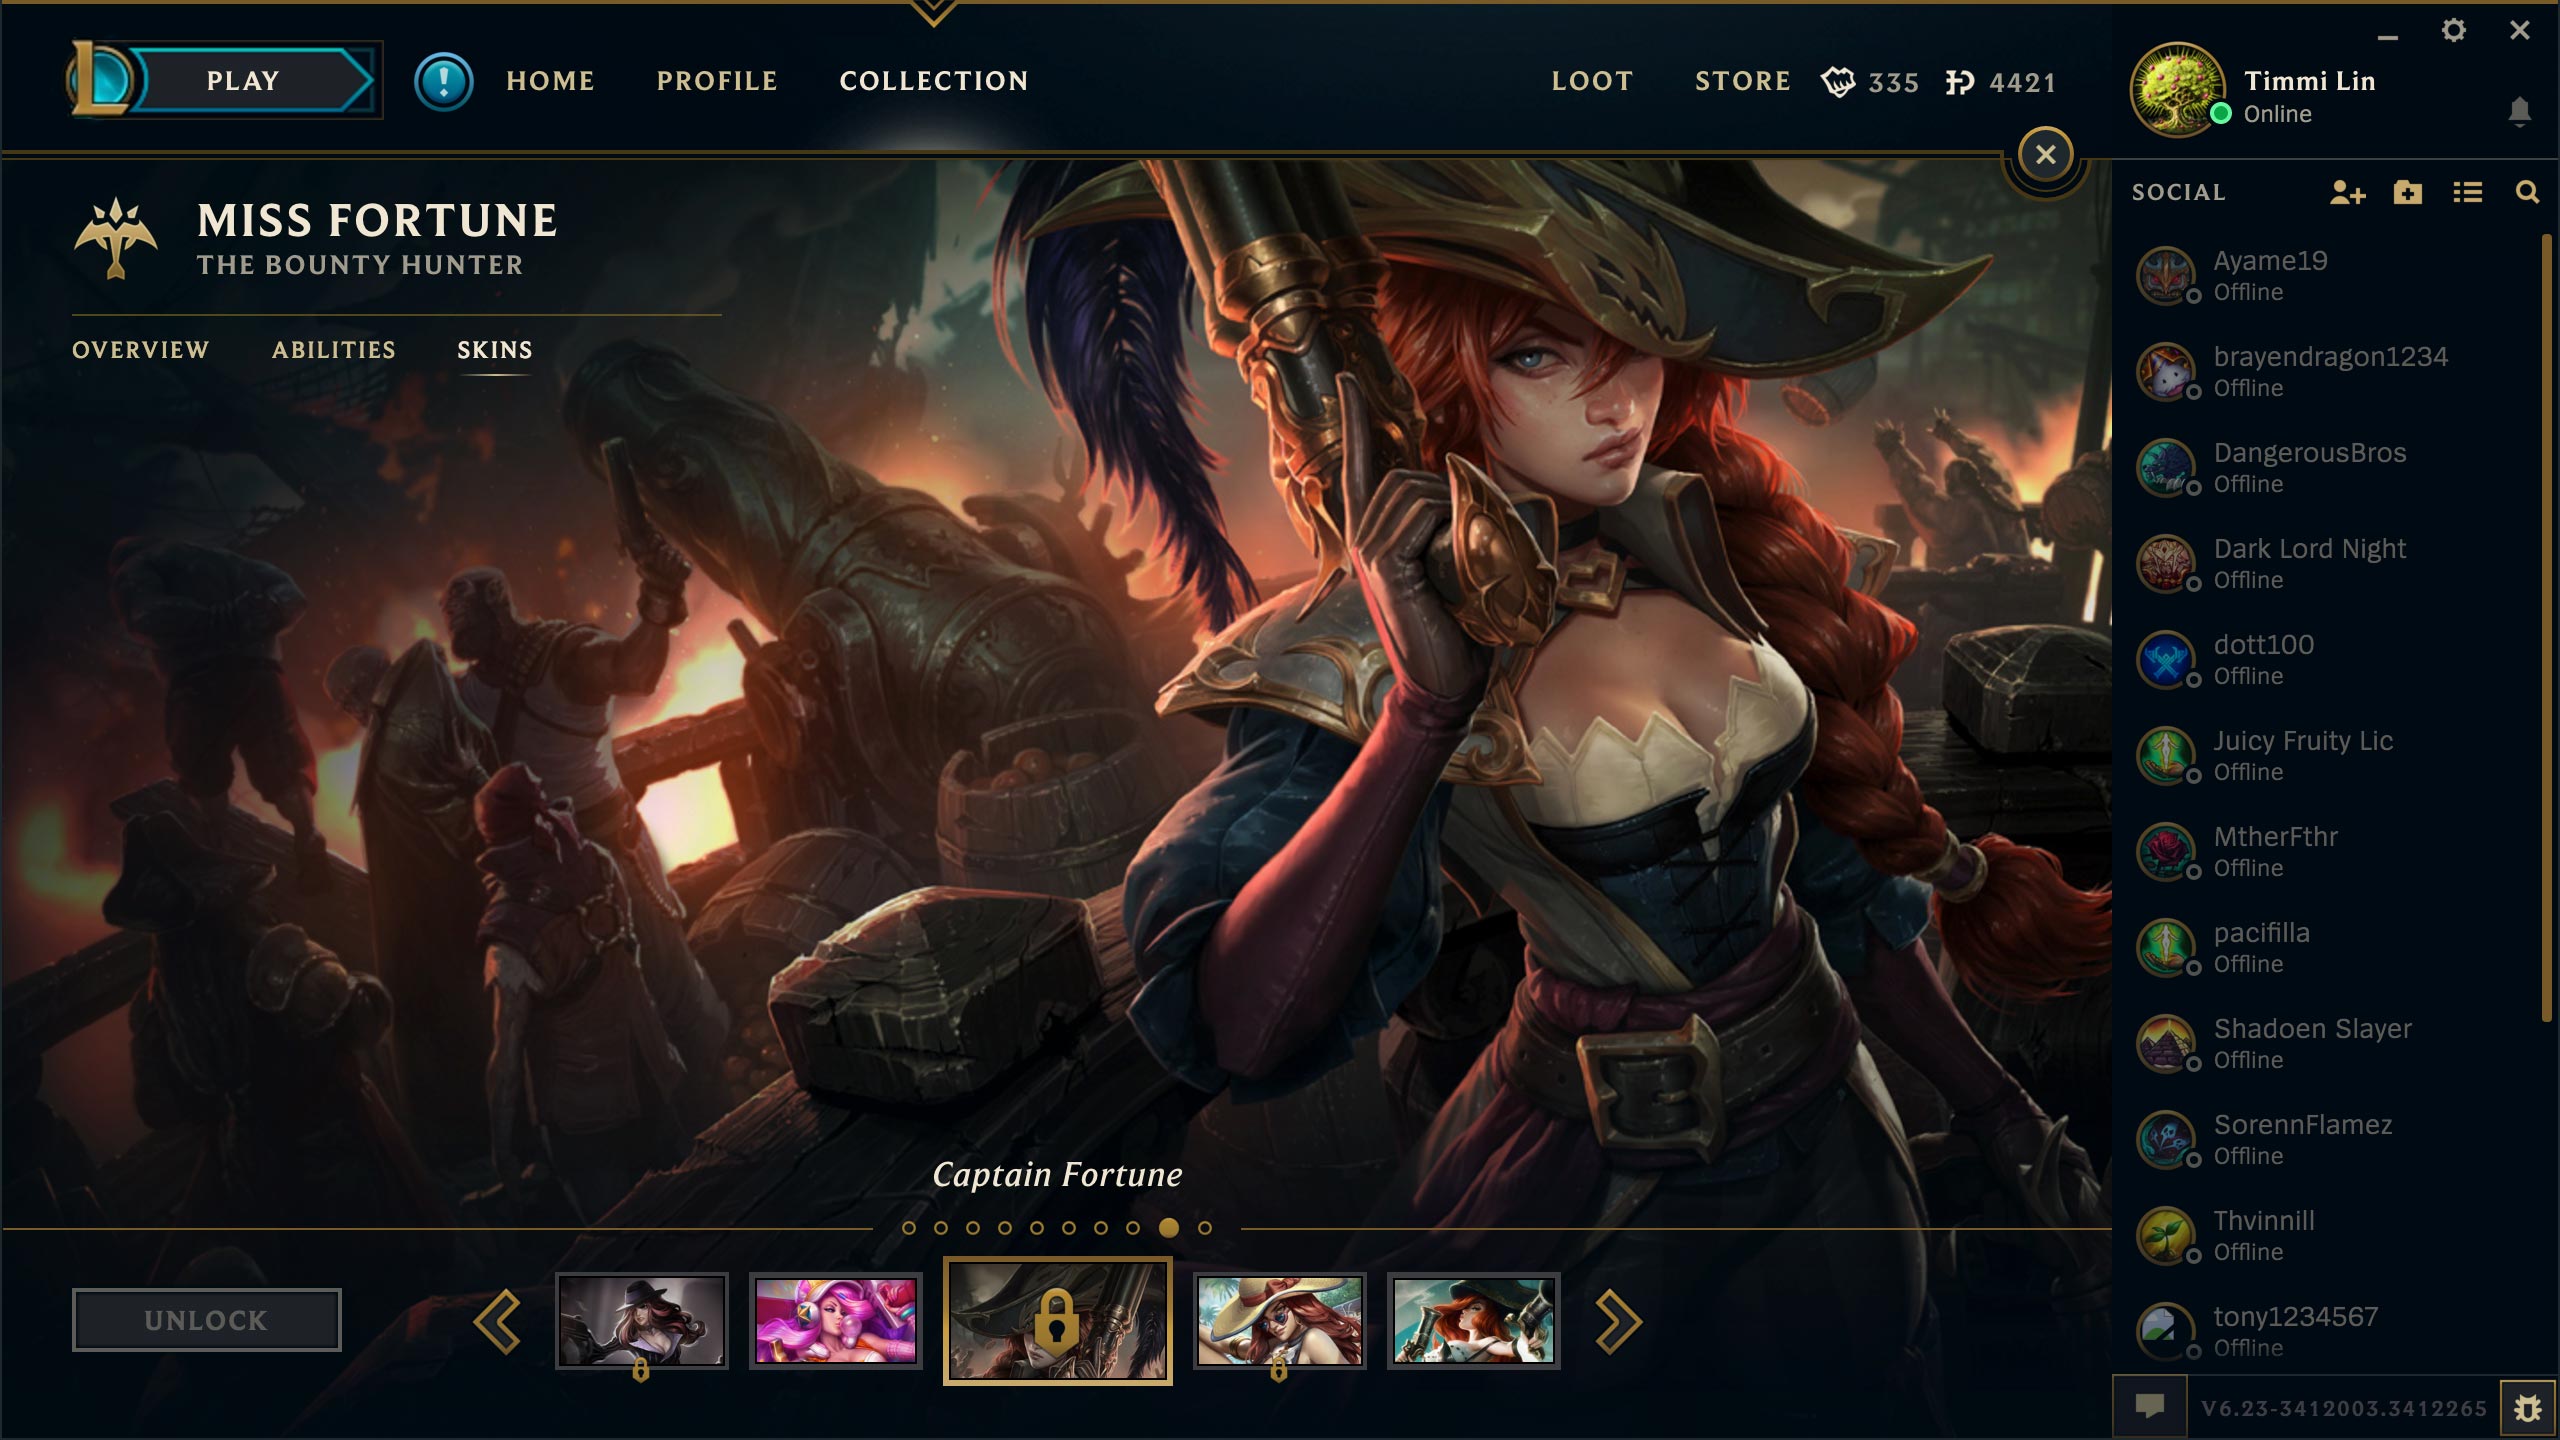 PLAY
HOME
PROFILE
COLLECTION
LOOT
STORE
335
4421
Timmi Lin
Online
MISS FORTUNE
THE BOUNTY HUNTER
OVERVIEW
ABILITIES
SKINS
SOCIAL
Ayame19
Offline
brayendragon1234
Offline
DangerousBros
Offline
Dark Lord Night
Offline
dott100
Offline
Juicy Fruity Lic
Offline
MtherFthr
Offline
pacifilla
Offline
Shadoen Slayer
Offline
SorennFlamez
Offline
Thvinnill
Offline
tony1234567
Offline
Captain Fortune
UNLOCK
V6.23-3412003.3412265